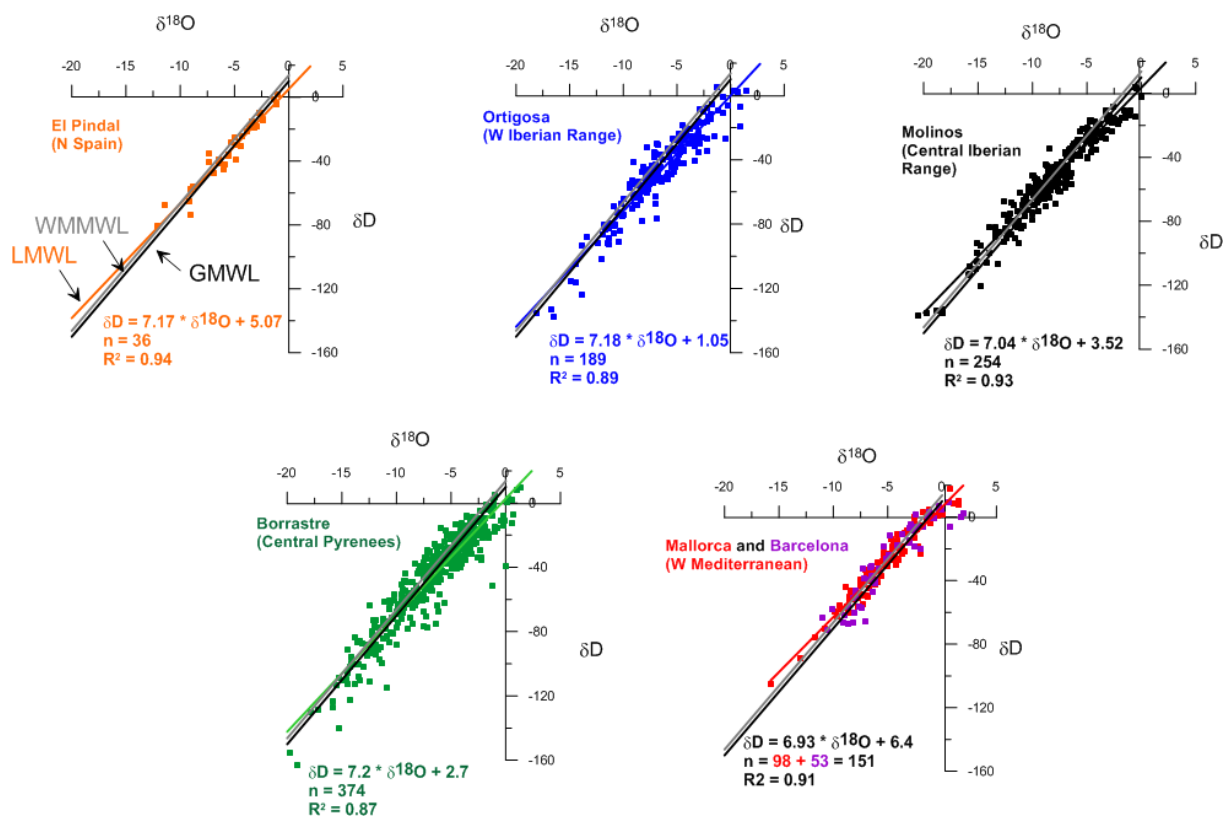 δ18O
-20 -15 -10 -5 0 5
0
-40
-80
-120
-160
El Pindal
(N Spain)
δD
WMMWL
LMWL
GMWL
δD = 7.17 * δ18O + 5.07
n = 36
R² = 0.94
δ18O
-20 -15 -10 -5 0 5
0
-40
-80
-120
-160
Ortigosa
(W Iberian Range)
δD
δD = 7.18 * δ18O + 1.05
n = 189
R² = 0.89
δ18O
-20 -15 -10 -5 0 5
0
-40
-80
-120
-160
Molinos
(Central Iberian
Range)
δD
δD = 7.04 * δ18O + 3.52
n = 254
R² = 0.93
δ18O
-20 -15 -10 -5 0 5
0
-40
-80
-120
-160
Borrastre
(Central Pyrenees)
δD
δD = 7.2 * δ18O + 2.7
n = 374
R² = 0.87
δ18O
-20 -15 -10 -5 0 5
0
-40
-80
-120
-160
Mallorca and Barcelona
(W Mediterranean)
δD
δD = 6.93 * δ18O + 6.4
n = 98 + 53 = 151
R2 = 0.91